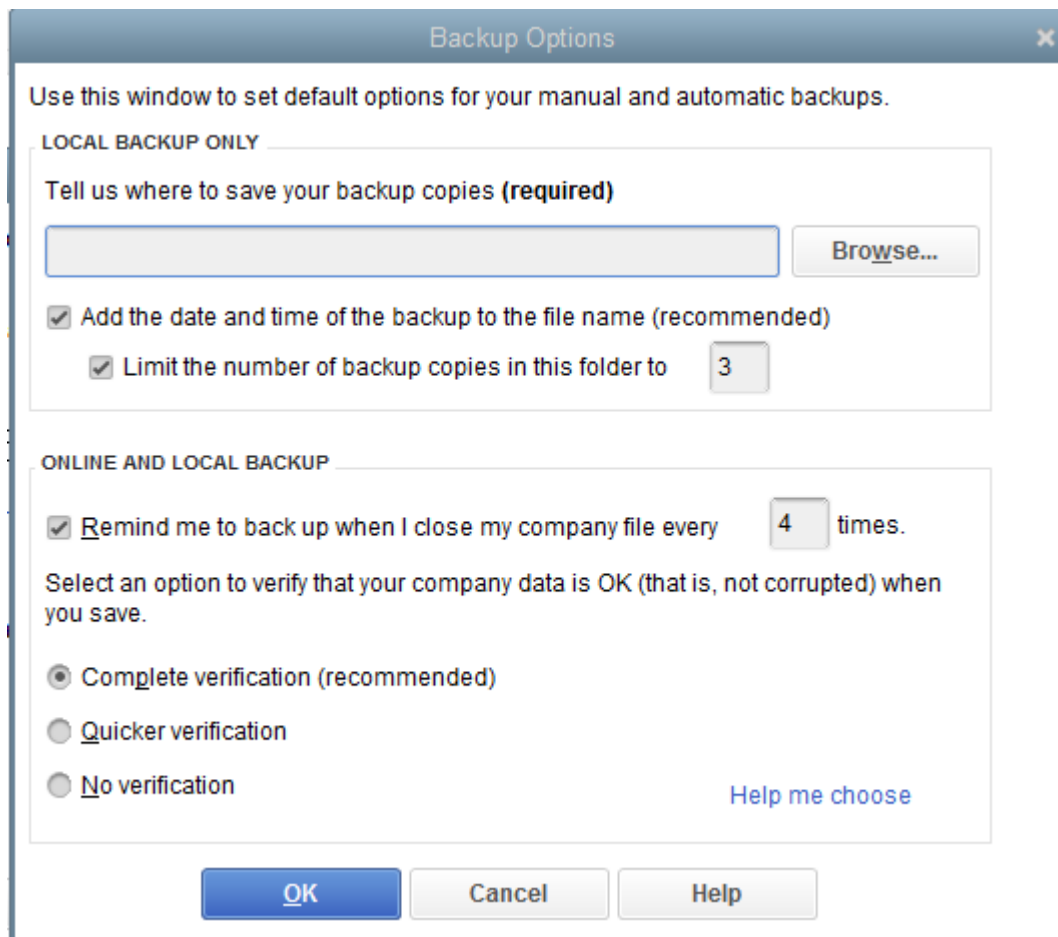 Backup Options
Use this window to set default options for your manual and automatic backups.
LOCAL BACKUP ONLY
Tell us where to save your backup copies (required)
Browse...
Add the date and time of the backup to the file name (recommended)
Limit the number of backup copies in this folder to 3
ONLINE AND LOCAL BACKUP
Remind me to back up when I close my company file every 4 times.
Select an option to verify that your company data is OK (that is, not corrupted) when
you save.
Complete verification (recommended)
Quicker verification
No verification
Help me choose
OK Cancel Help